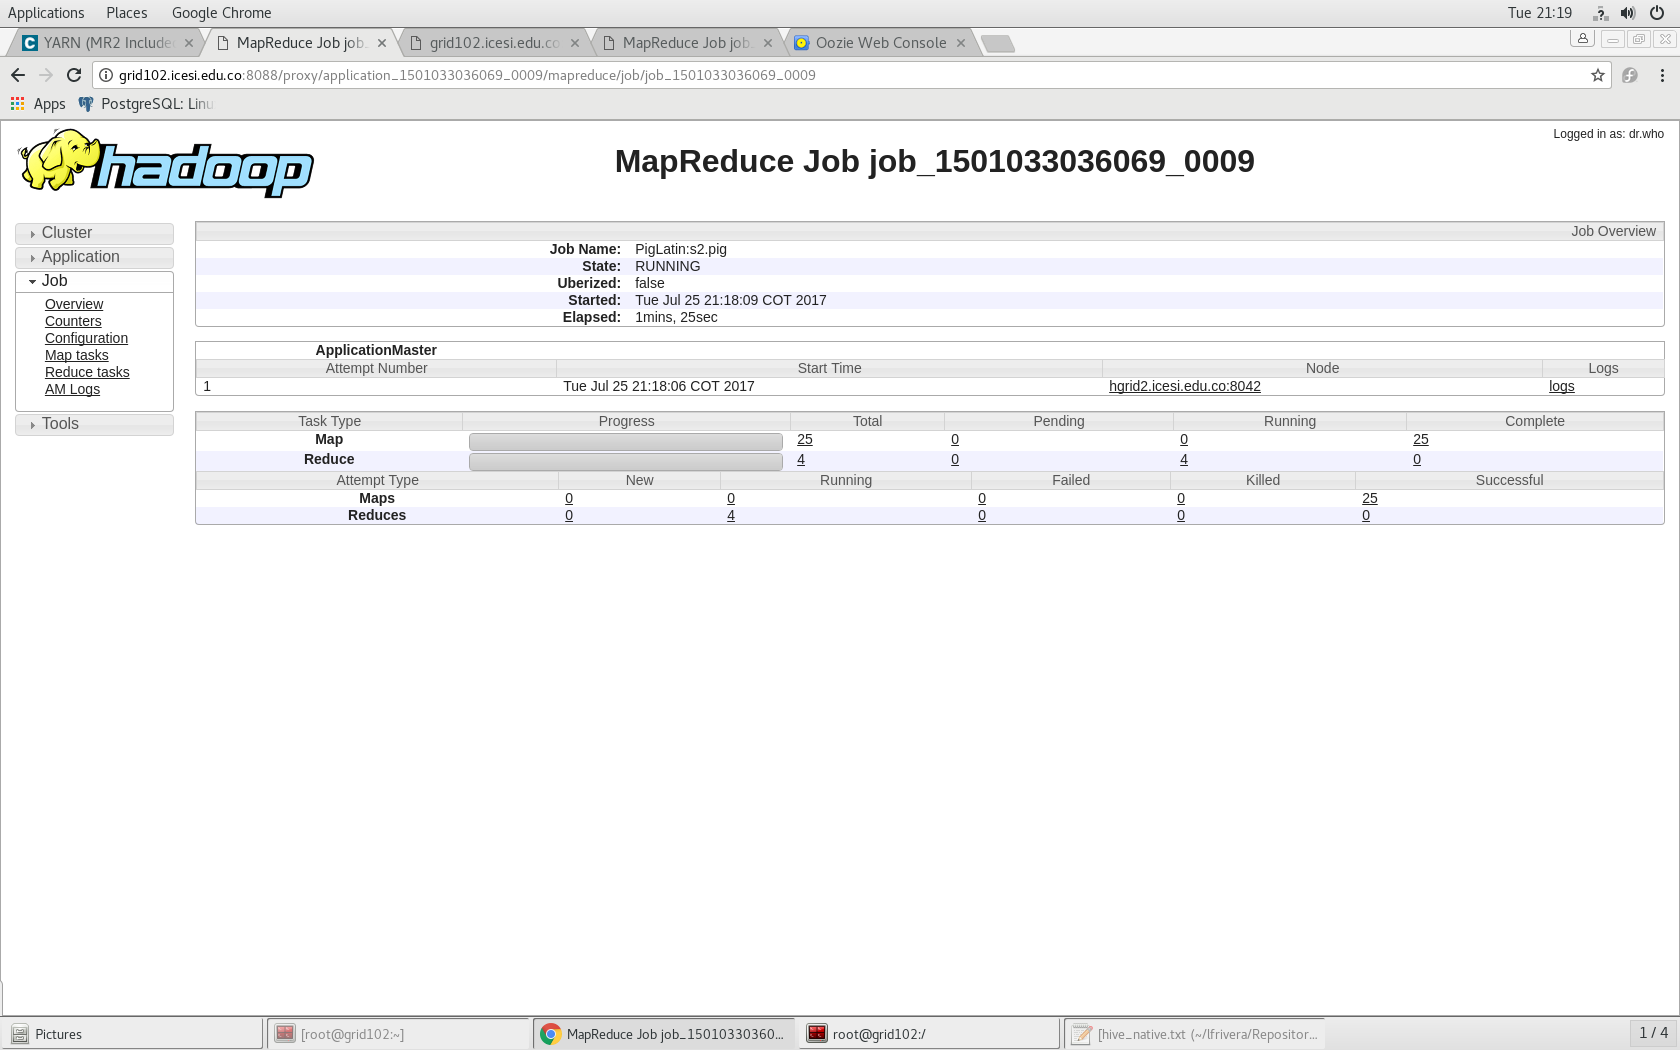 Applications Places Google Chrome Tue 21:19
YARN (MR2 Include MapReduce Job job. grid102.icesi.edu.co MapReduce Job job. Oozie Web Console
grid102.icesi.edu.co:8088/proxy/application_1501033036069_0009/mapreduce/job/job_1501033036069_0009
Apps PostgreSQL: Linu
Logged in as: dr.who
hadoop
MapReduce Job job_1501033036069_0009
Cluster
Application
Job
Overview
Counters
Configuration
Map tasks
Reduce tasks
AM Logs
Tools
Job Overview
Job Name: PigLatin:s2.pig
State: RUNNING
Uberized: false
Started: Tue Jul 25 21:18:09 COT 2017
Elapsed: 1mins, 25sec
ApplicationMaster
Attempt Number Start Time Node Logs
1 Tue Jul 25 21:18:06 COT 2017 hgrid2.icesi.edu.co:8042 logs
Task Type Progress Total Pending Running Complete
Map 25 0 0 25
Reduce 4 0 4 0
Attempt Type New Running Failed Killed Successful
Maps 0 0 0 0 25
Reduces 0 4 0 0 0
Pictures [root@grid102:~] MapReduce Job job_15010330360... root@grid102:/ [hive_native.txt (~/lfrivera/Repositor... 1 / 4